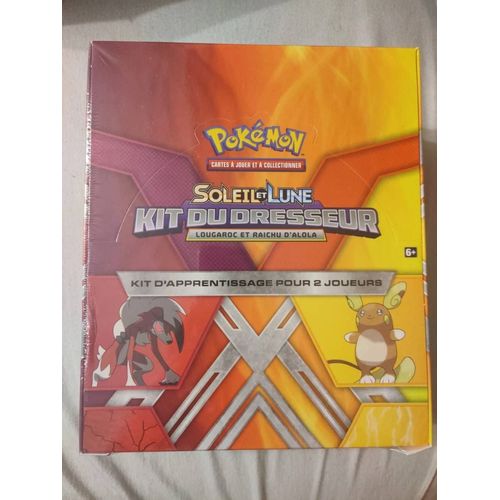 POKéMON
CARTES À JOUER ET À COLLECTIONNER
SOLEIL ET LUNE
KIT DU DRESSEUR
LOUGAROC ET RAICHU D'ALOLA
6+
KIT D'APPRENTISSAGE POUR 2 JOUEURS